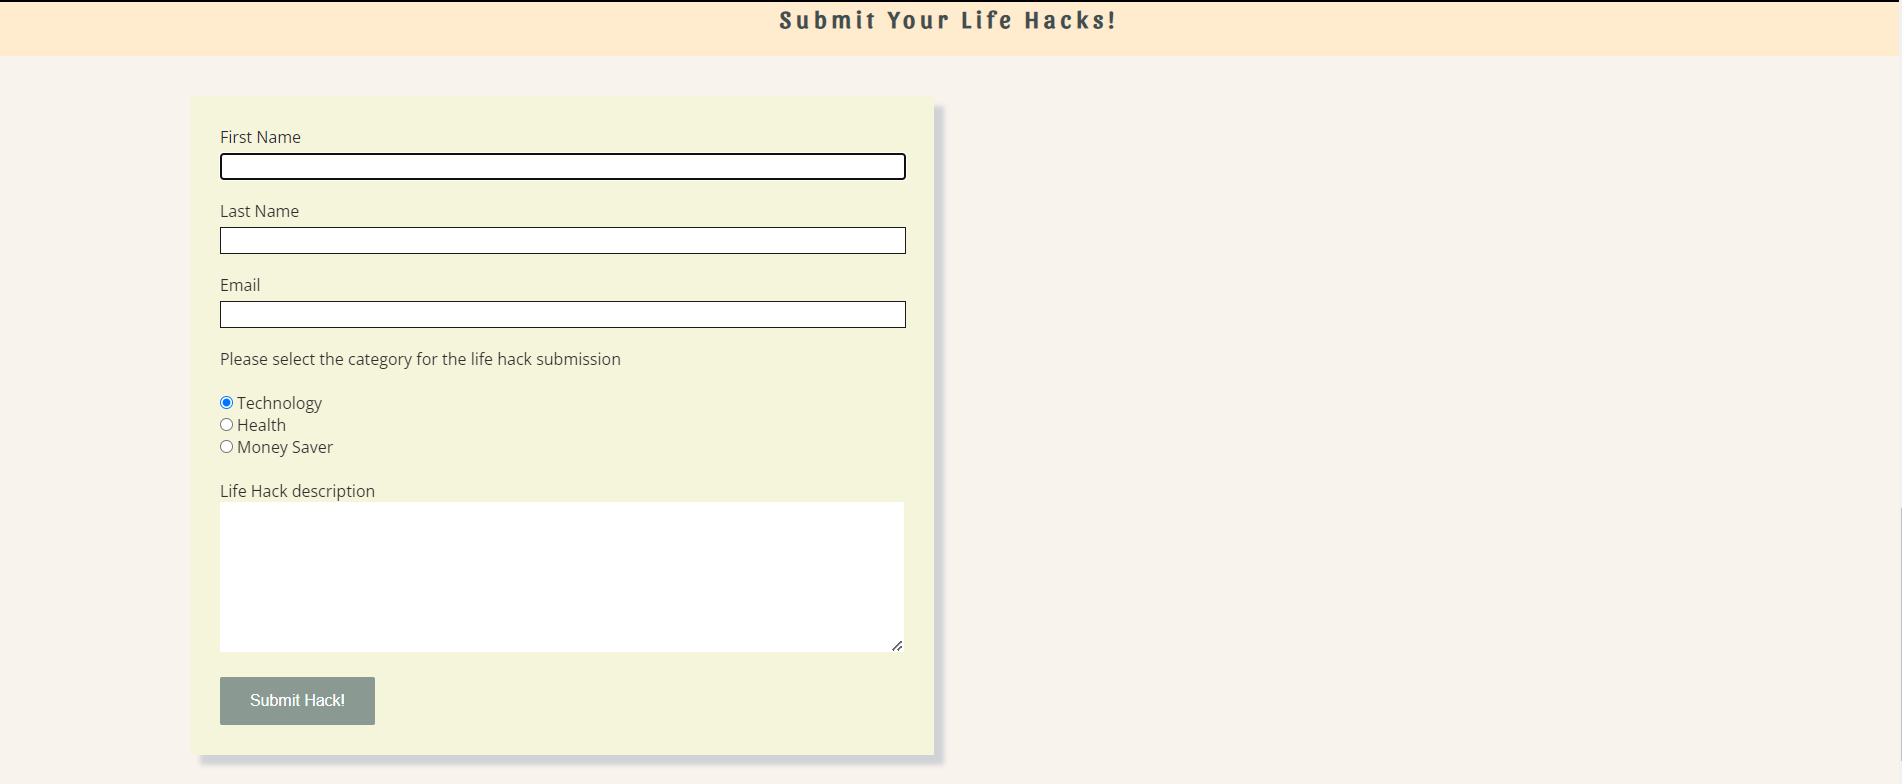 Submit Your Life Hacks!
First Name
Last Name
Email
Please select the category for the life hack submission
Technology
Health
Money Saver
Life Hack description
Submit Hack!